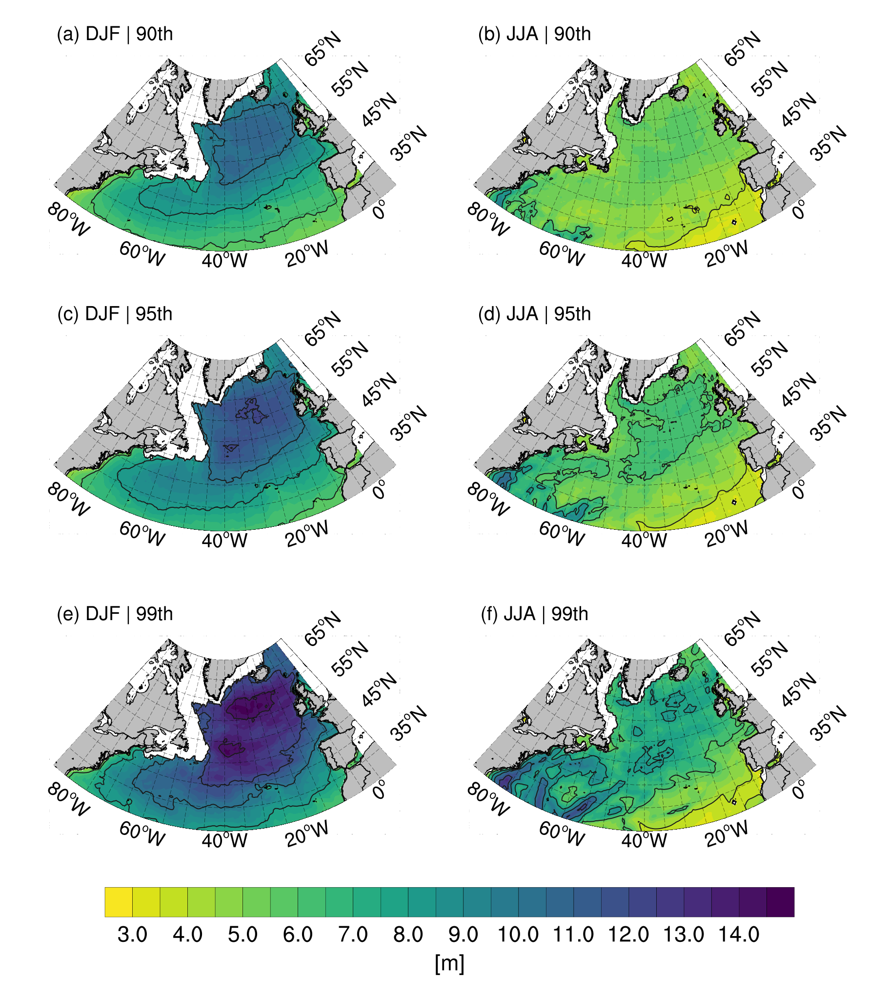 (a) DJF | 90th
65°N
55°N
45°N
35°N
80°W
60°W
40°W
20°W
0°
(b) JJA | 90th
65°N
55°N
45°N
35°N
80°W
60°W
40°W
20°W
0°
(c) DJF | 95th
65°N
55°N
45°N
35°N
80°W
60°W
40°W
20°W
0°
(d) JJA | 95th
65°N
55°N
45°N
35°N
80°W
60°W
40°W
20°W
0°
(e) DJF | 99th
65°N
55°N
45°N
35°N
80°W
60°W
40°W
20°W
0°
(f) JJA | 99th
65°N
55°N
45°N
35°N
80°W
60°W
40°W
20°W
0°
3.0 4.0 5.0 6.0 7.0 8.0 9.0 10.0 11.0 12.0 13.0 14.0
[m]